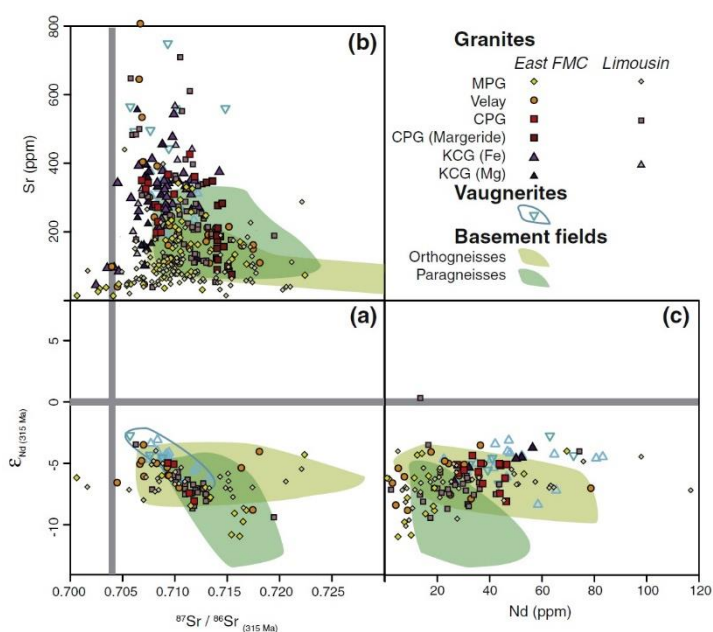 800
(b)
600
Sr (ppm)
400
200
Granites
East FMC Limousin
MPG
Velay
CPG
CPG (Margeride)
KCG (Fe)
KCG (Mg)
Vaugnerites
Basement fields
Orthogneisses
Paragneisses
(a)
(c)
5
0
εNd (315 Ma)
-5
-10
0.700 0.705 0.710 0.715 0.720 0.725
20 40 60 80 100 120
87Sr / 86Sr (315 Ma)
Nd (ppm)